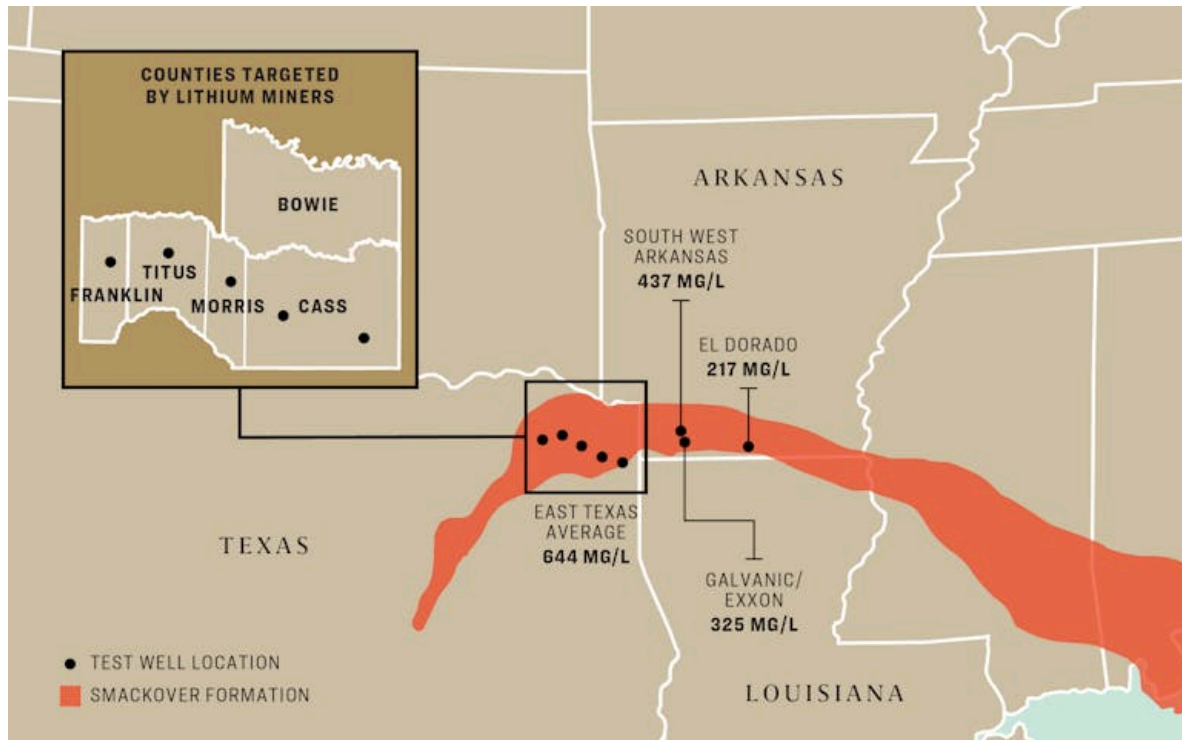 COUNTIES TARGETED
BY LITHIUM MINERS
BOWIE
TITUS
FRANKLIN
MORRIS
CASS
ARKANSAS
SOUTH WEST
ARKANSAS
437 MG/L
EL DORADO
217 MG/L
EAST TEXAS
AVERAGE
644 MG/L
TEXAS
GALVANIC/
EXXON
325 MG/L
TEST WELL LOCATION
SMACKOVER FORMATION
LOUISIANA